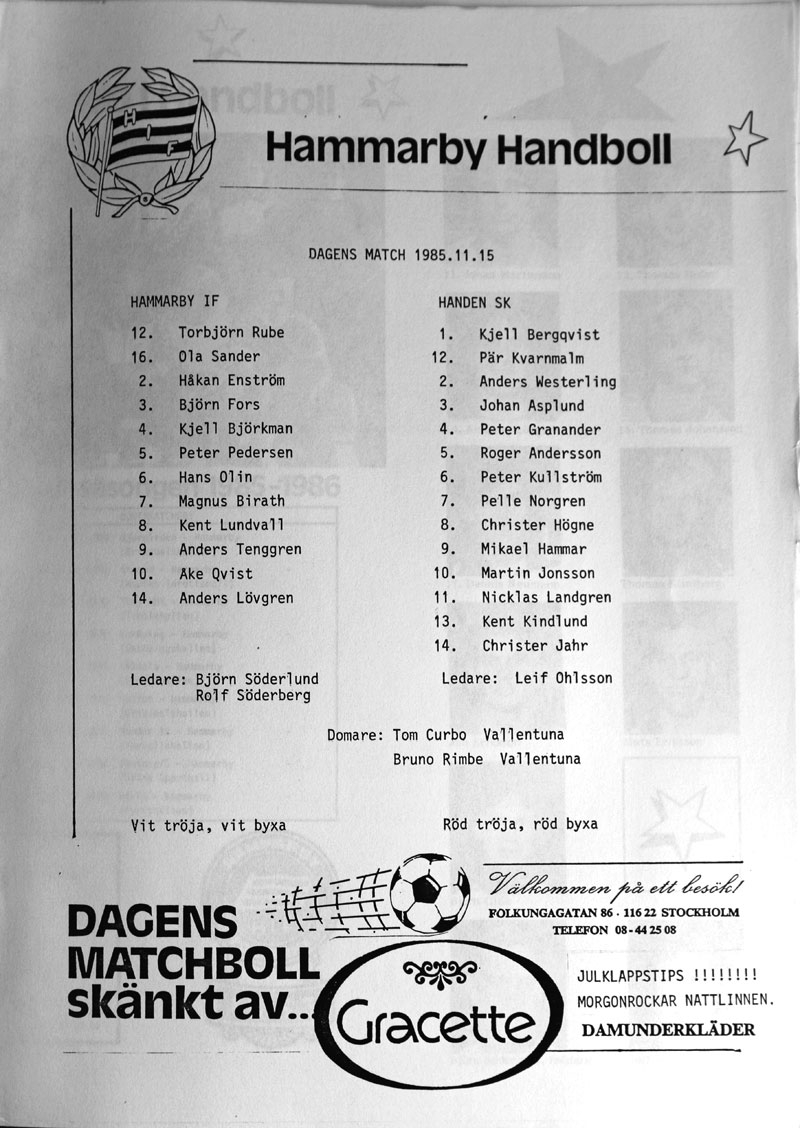 H
I
F
Hammarby Handboll
DAGENS MATCH 1985.11.15
HAMMARBY IF
12. Torbjörn Rube
16. Ola Sander
2. Håkan Enström
3. Björn Fors
4. Kjell Björkman
5. Peter Pedersen
6. Hans Olin
7. Magnus Birath
8. Kent Lundvall
9. Anders Tenggren
10. Ake Qvist
14. Anders Lövgren
Ledare: Björn Söderlund
Rolf Söderberg
HANDEN SK
1. Kjell Bergqvist
12. Pär Kvarnmalm
2. Anders Westerling
3. Johan Asplund
4. Peter Granander
5. Roger Andersson
6. Peter Kullström
7. Pelle Norgren
8. Christer Högne
9. Mikael Hammar
10. Martin Jonsson
11. Nicklas Landgren
13. Kent Kindlund
14. Christer Jahr
Ledare: Leif Ohlsson
Domare: Tom Curbo Vallentuna
Bruno Rimbe Vallentuna
Vit tröja, vit byxa
Röd tröja, röd byxa
DAGENS
MATCHBOLL
skänkt av...
Gracette
Välkommen på ett besök!
FOLKUNGAGATAN 86 . 116 22 STOCKHOLM
TELEFON 08-44 25 08
JULKLAPPSTIPS !!!!!!!!
MORGONROCKAR NATTLINNEN.
DAMUNDERKLÄDER